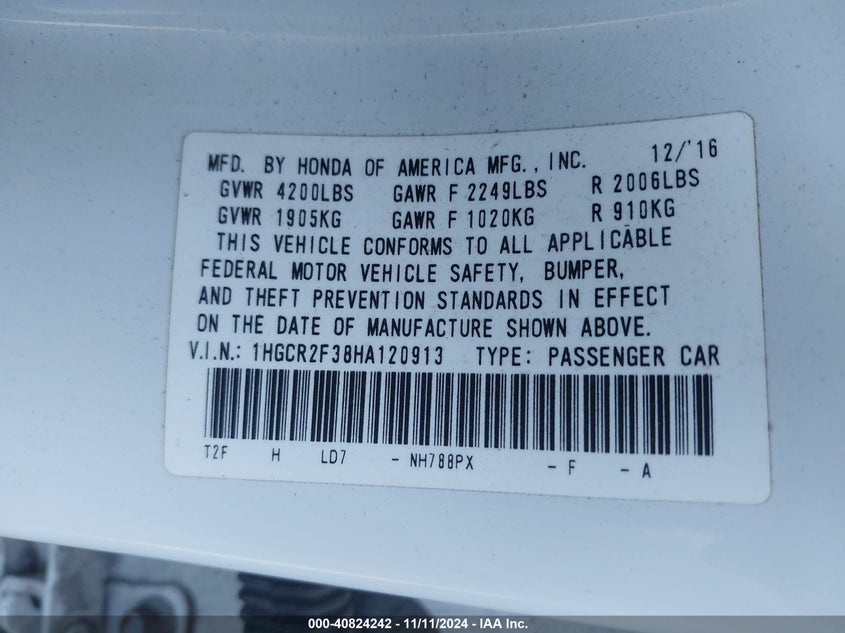 MFD. BY HONDA OF AMERICA MFG., INC. 12/'16
GVWR 4200LBS GAWR F 2249LBS R 2006LBS
GVWR 1905KG GAWR F 1020KG R 910KG
THIS VEHICLE CONFORMS TO ALL APPLICABLE
FEDERAL MOTOR VEHICLE SAFETY, BUMPER,
AND THEFT PREVENTION STANDARDS IN EFFECT
ON THE DATE OF MANUFACTURE SHOWN ABOVE.
V.I.N.: 1HGCR2F38HA120913 TYPE: PASSENGER CAR
T2F H LD7 - NH788PX - F - A
000-40824242 - 11/11/2024 - IAA Inc.